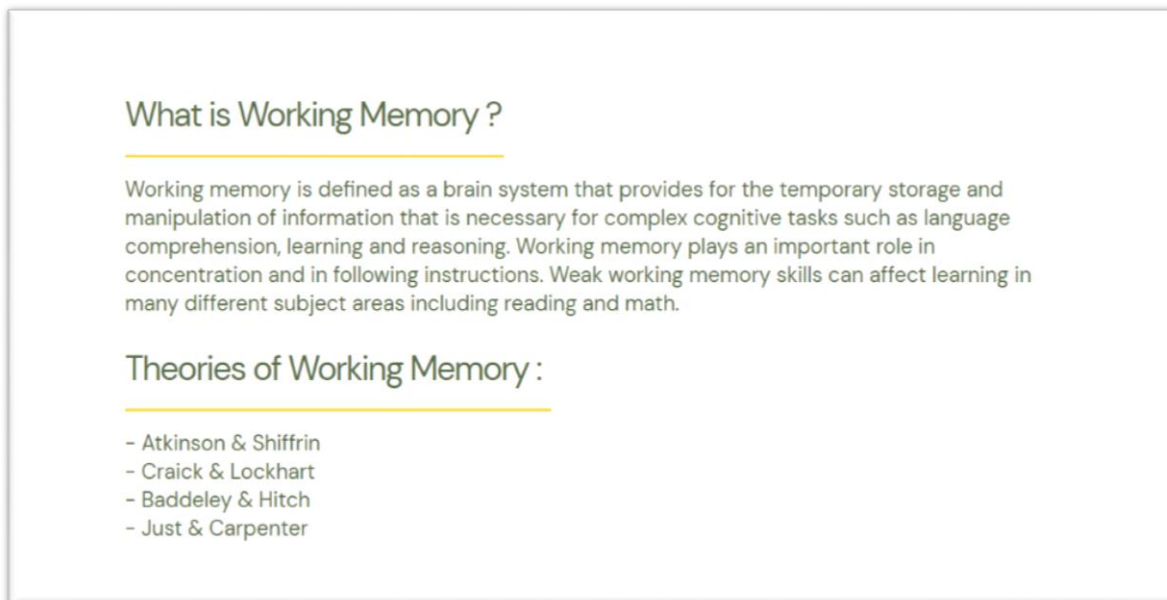 What is Working Memory ?
Working memory is defined as a brain system that provides for the temporary storage and
manipulation of information that is necessary for complex cognitive tasks such as language
comprehension, learning and reasoning. Working memory plays an important role in
concentration and in following instructions. Weak working memory skills can affect learning in
many different subject areas including reading and math.
Theories of Working Memory :
- Atkinson & Shiffrin
- Craick & Lockhart
- Baddeley & Hitch
- Just & Carpenter